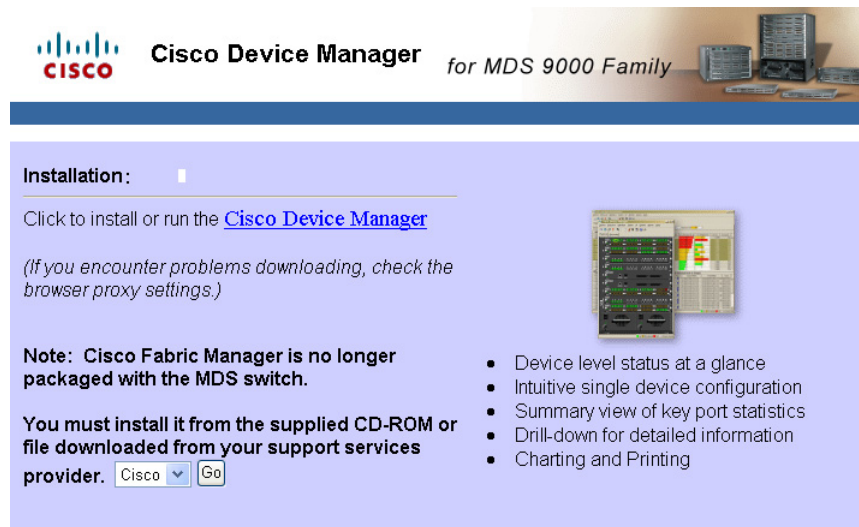 CISCO
Cisco Device Manager
for MDS 9000 Family
Installation:
Click to install or run the Cisco Device Manager
(If you encounter problems downloading, check the
browser proxy settings.)
Note: Cisco Fabric Manager is no longer
packaged with the MDS switch.
You must install it from the supplied CD-ROM or
file downloaded from your support services
provider. Cisco Go
• Device level status at a glance
• Intuitive single device configuration
• Summary view of key port statistics
• Drill-down for detailed information
• Charting and Printing